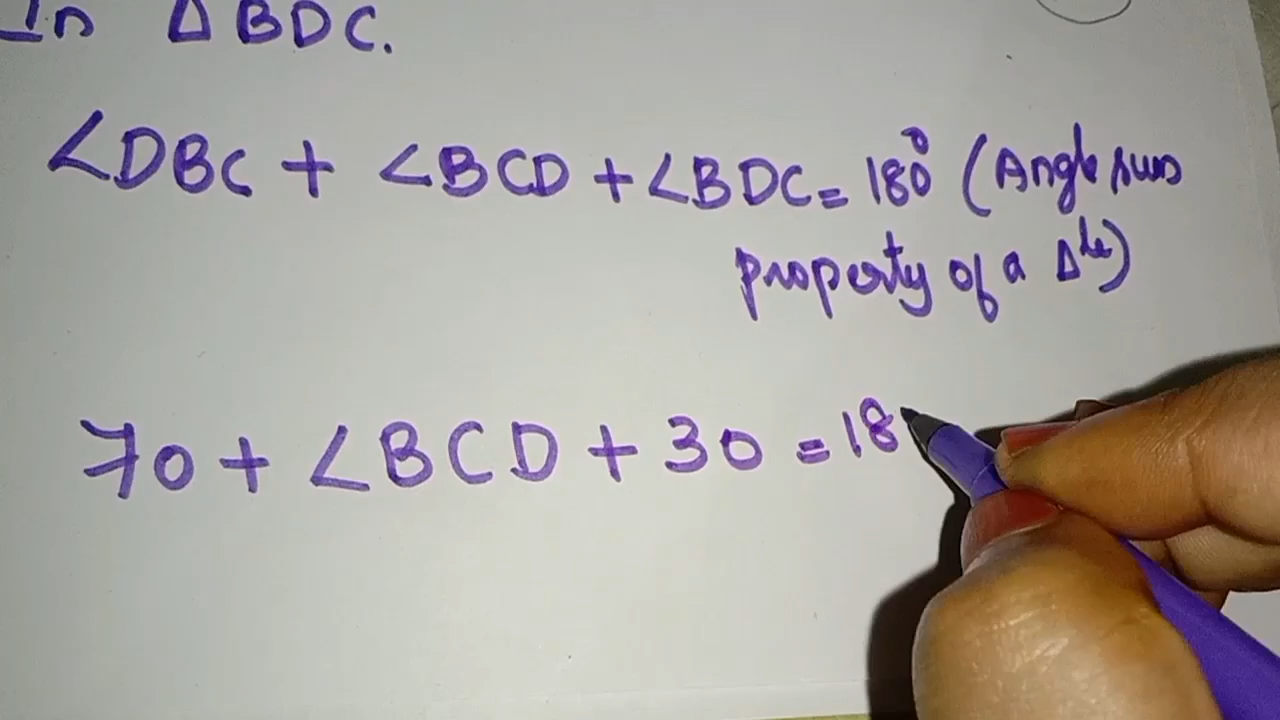 In ΔBDC.
∠DBC + ∠BCD + ∠BDC = 180° (Angle sum
property of a Δle)
70 + ∠BCD + 30 = 18